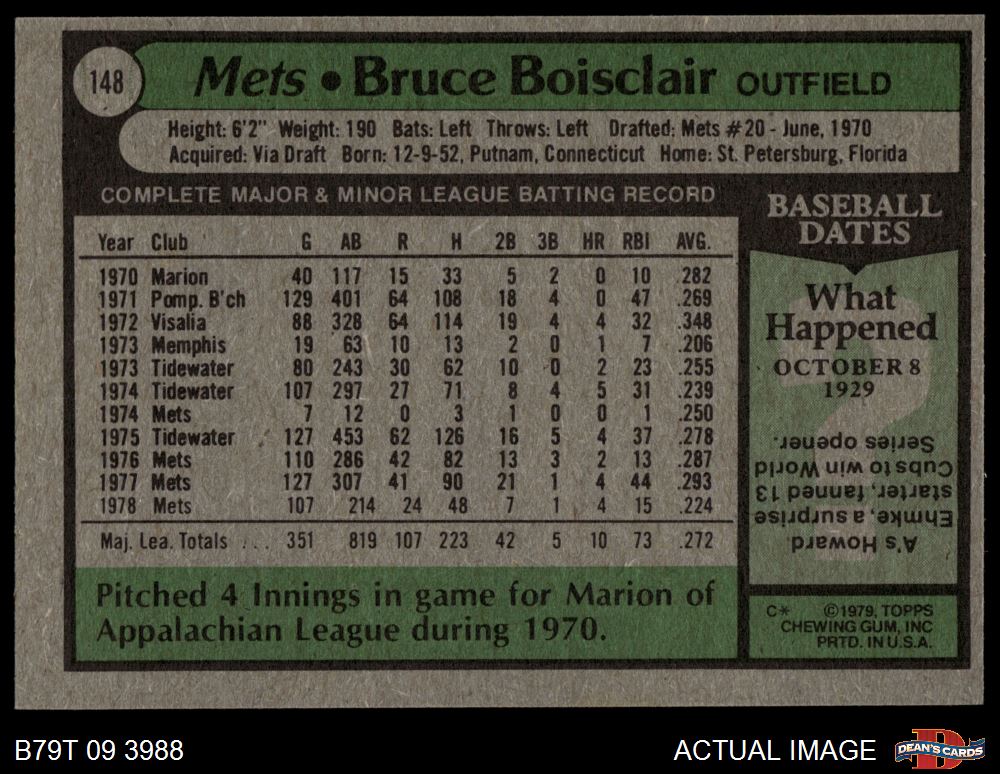 148
Mets • Bruce Boisclair OUTFIELD
Height: 6'2" Weight: 190 Bats: Left Throws: Left Drafted: Mets #20 - June, 1970
Acquired: Via Draft Born: 12-9-52, Putnam, Connecticut Home: St. Petersburg, Florida
COMPLETE MAJOR & MINOR LEAGUE BATTING RECORD
Year Club G AB R H 2B 3B HR RBI AVG.
1970 Marion 40 117 15 33 5 2 0 10 .282
1971 Pomp. B'ch 129 401 64 108 18 4 0 47 .269
1972 Visalia 88 328 64 114 19 4 4 32 .348
1973 Memphis 19 63 10 13 2 0 1 7 .206
1973 Tidewater 80 243 30 62 10 0 2 23 .255
1974 Tidewater 107 297 27 71 8 4 5 31 .239
1974 Mets 7 12 0 3 1 0 0 1 .250
1975 Tidewater 127 453 62 126 16 5 4 37 .278
1976 Mets 110 286 42 82 13 3 2 13 .287
1977 Mets 127 307 41 90 21 1 4 44 .293
1978 Mets 107 214 24 48 7 1 4 15 .224
Maj. Lea. Totals ... 351 819 107 223 42 5 10 73 .272
Pitched 4 Innings in game for Marion of
Appalachian League during 1970.
BASEBALL
DATES
What
Happened
OCTOBER 8
1929
A's Howard
Ehmke, a surprise
starter, fanned 13
Cubs to win World
Series opener.
C* ©1979, TOPPS
CHEWING GUM, INC
PRTD. IN U.S.A.
B79T 09 3988
ACTUAL IMAGE
D
DEAN'S CARDS